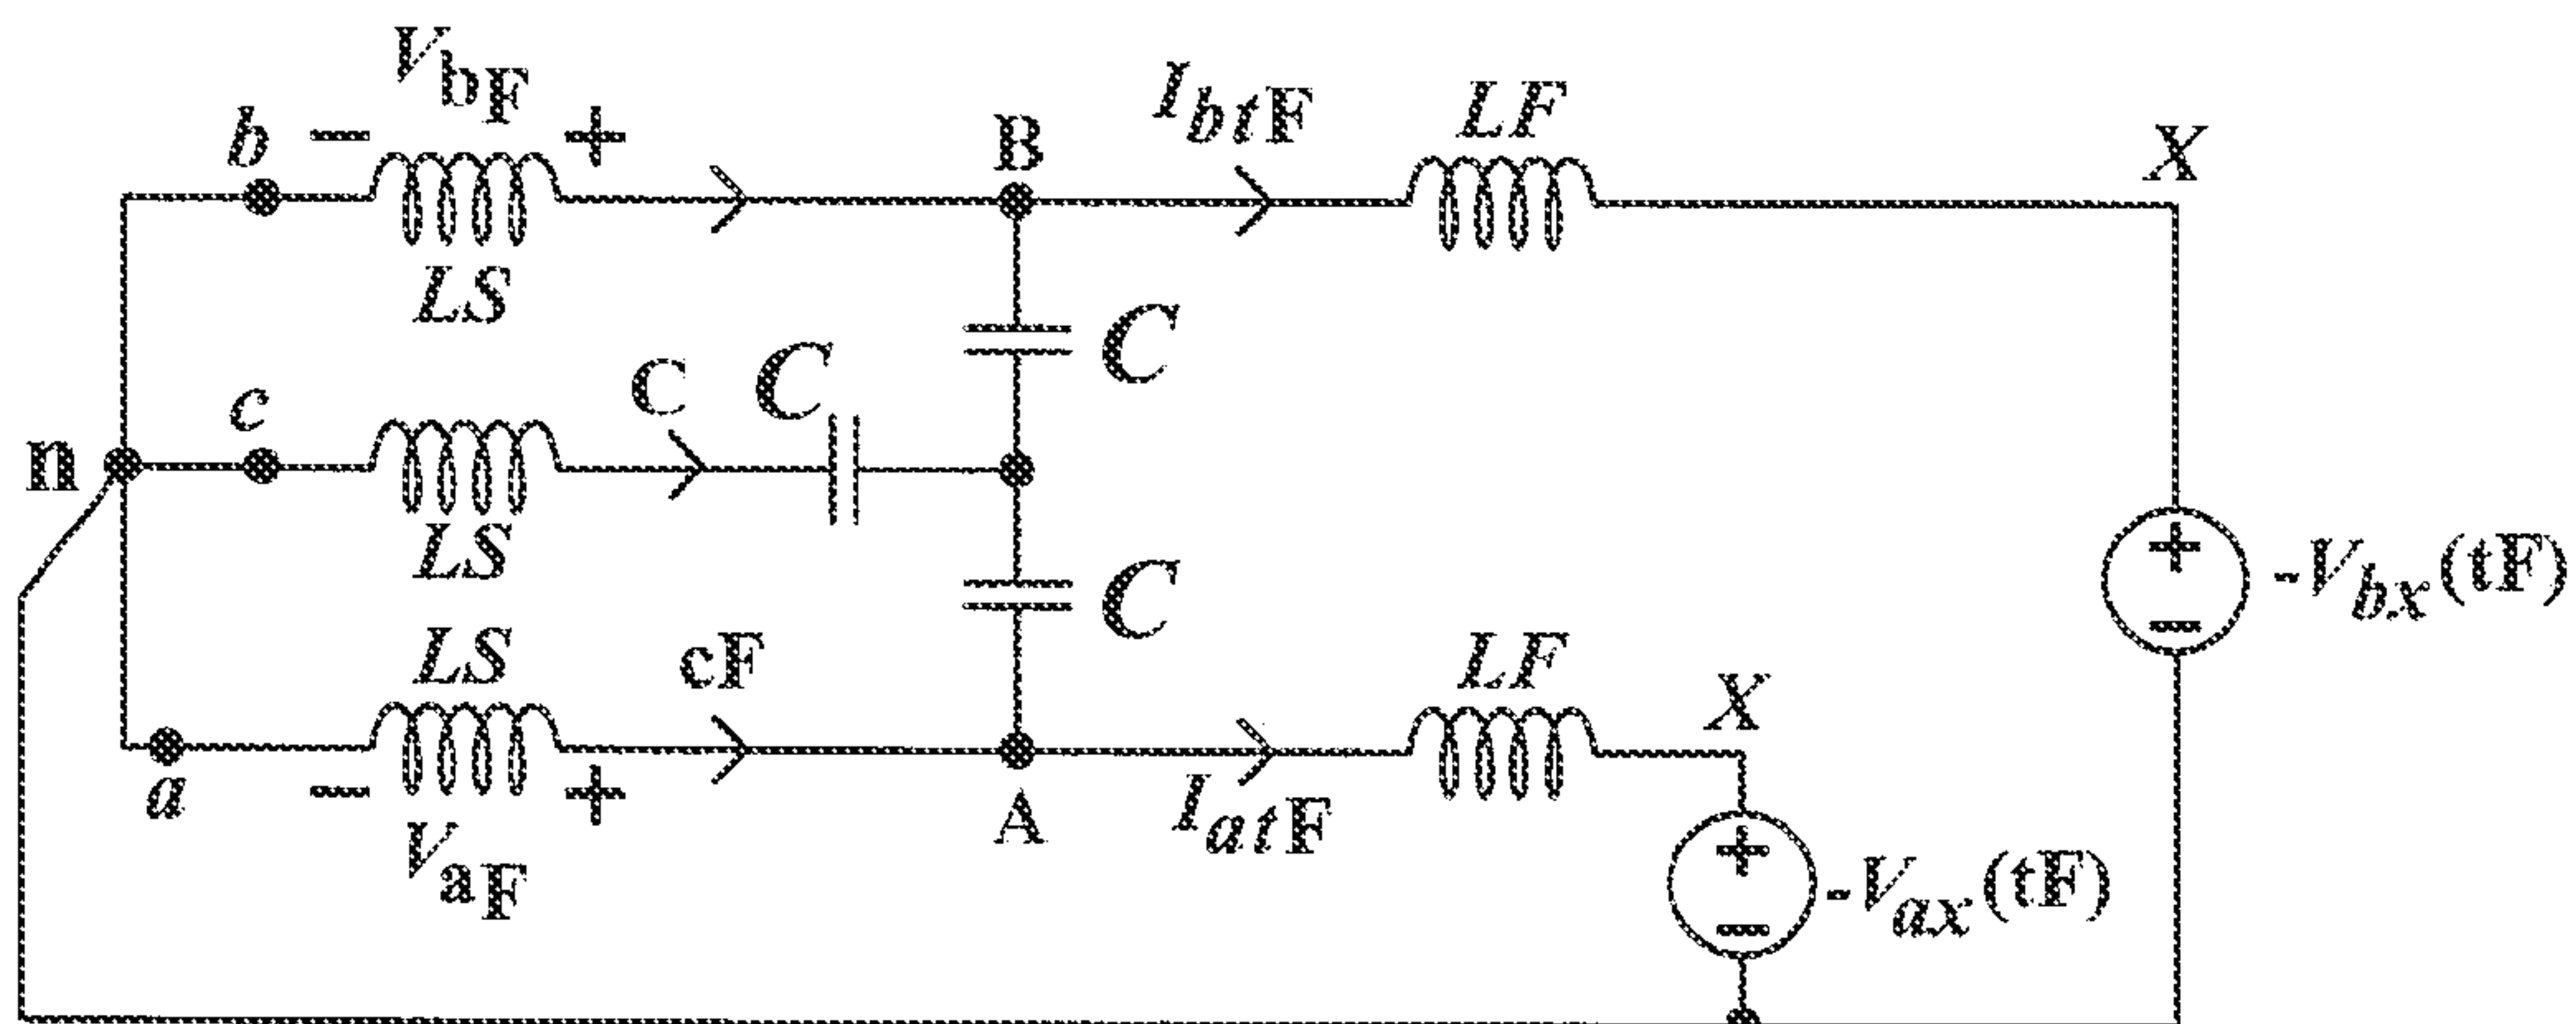 V_bF
b − +
B
I_btF
LF
X
LS
C
c
C C
n
LS
+
−
-V_bx(tF)
C
LS
cF
LF
X
a − +
V_aF
A
I_atF
+
−
-V_ax(tF)